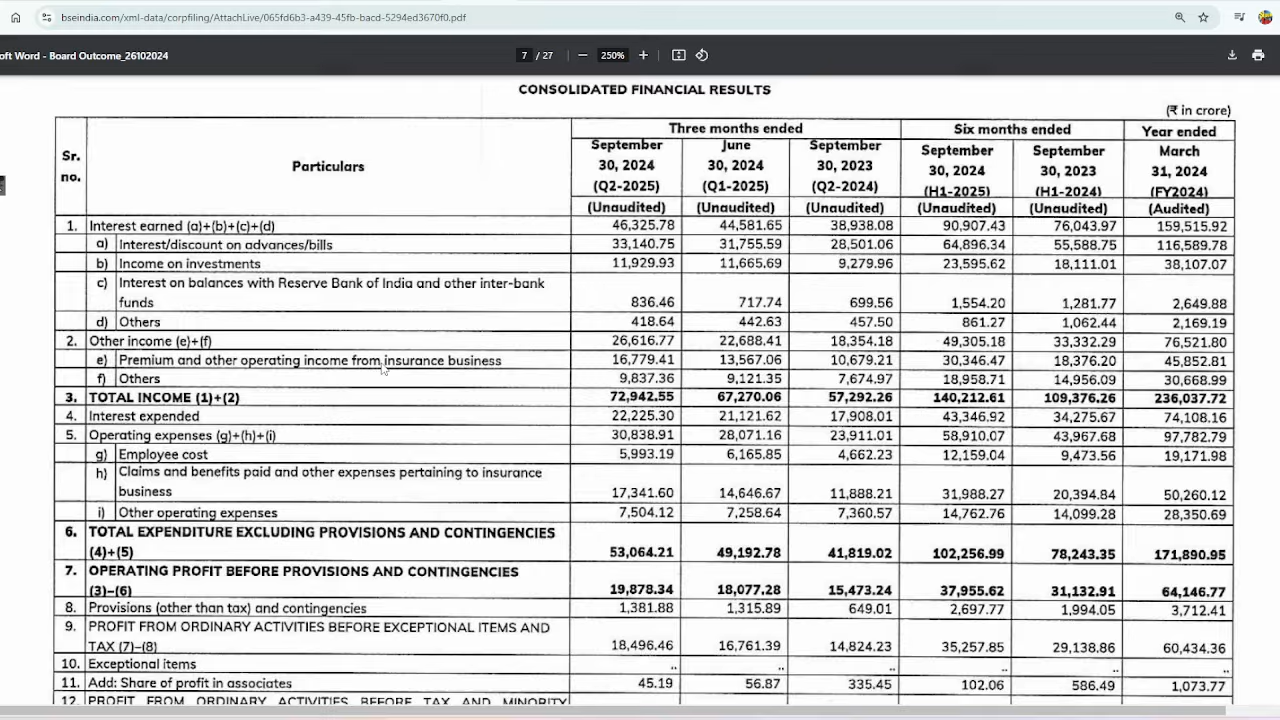 bseindia.com/xml-data/corpfiling/AttachLive/065fd6b3-a439-45fb-bacd-5294ed3670f0.pdf
oft Word - Board Outcome_26102024 7 / 27 250%
CONSOLIDATED FINANCIAL RESULTS
(₹ in crore)
Sr. no. Particulars Three months ended Six months ended Year ended
September 30, 2024 (Q2-2025) June 30, 2024 (Q1-2025) September 30, 2023 (Q2-2024) September 30, 2024 (H1-2025) September 30, 2023 (H1-2024) March 31, 2024 (FY2024)
(Unaudited) (Unaudited) (Unaudited) (Unaudited) (Unaudited) (Audited)
1. Interest earned (a)+(b)+(c)+(d) 46,325.78 44,581.65 38,938.08 90,907.43 76,043.97 159,515.92
a) Interest/discount on advances/bills 33,140.75 31,755.59 28,501.06 64,896.34 55,588.75 116,589.78
b) Income on investments 11,929.93 11,665.69 9,279.96 23,595.62 18,111.01 38,107.07
c) Interest on balances with Reserve Bank of India and other inter-bank
funds 836.46 717.74 699.56 1,554.20 1,281.77 2,649.88
d) Others 418.64 442.63 457.50 861.27 1,062.44 2,169.19
2. Other income (e)+(f) 26,616.77 22,688.41 18,354.18 49,305.18 33,332.29 76,521.80
e) Premium and other operating income from insurance business 16,779.41 13,567.06 10,679.21 30,346.47 18,376.20 45,852.81
f) Others 9,837.36 9,121.35 7,674.97 18,958.71 14,956.09 30,668.99
3. TOTAL INCOME (1)+(2) 72,942.55 67,270.06 57,292.26 140,212.61 109,376.26 236,037.72
4. Interest expended 22,225.30 21,121.62 17,908.01 43,346.92 34,275.67 74,108.16
5. Operating expenses (g)+(h)+(i) 30,838.91 28,071.16 23,911.01 58,910.07 43,967.68 97,782.79
g) Employee cost 5,993.19 6,165.85 4,662.23 12,159.04 9,473.56 19,171.98
h) Claims and benefits paid and other expenses pertaining to insurance
business 17,341.60 14,646.67 11,888.21 31,988.27 20,394.84 50,260.12
i) Other operating expenses 7,504.12 7,258.64 7,360.57 14,762.76 14,099.28 28,350.69
6. TOTAL EXPENDITURE EXCLUDING PROVISIONS AND CONTINGENCIES
(4)+(5) 53,064.21 49,192.78 41,819.02 102,256.99 78,243.35 171,890.95
7. OPERATING PROFIT BEFORE PROVISIONS AND CONTINGENCIES
(3)–(6) 19,878.34 18,077.28 15,473.24 37,955.62 31,132.91 64,146.77
8. Provisions (other than tax) and contingencies 1,381.88 1,315.89 649.01 2,697.77 1,994.05 3,712.41
9. PROFIT FROM ORDINARY ACTIVITIES BEFORE EXCEPTIONAL ITEMS AND
TAX (7)–(8) 18,496.46 16,761.39 14,824.23 35,257.85 29,138.86 60,434.36
10. Exceptional items .. .. .. .. .. ..
11. Add: Share of profit in associates 45.19 56.87 335.45 102.06 586.49 1,073.77
12. PROFIT FROM ORDINARY ACTIVITIES BEFORE TAX AND MINORITY